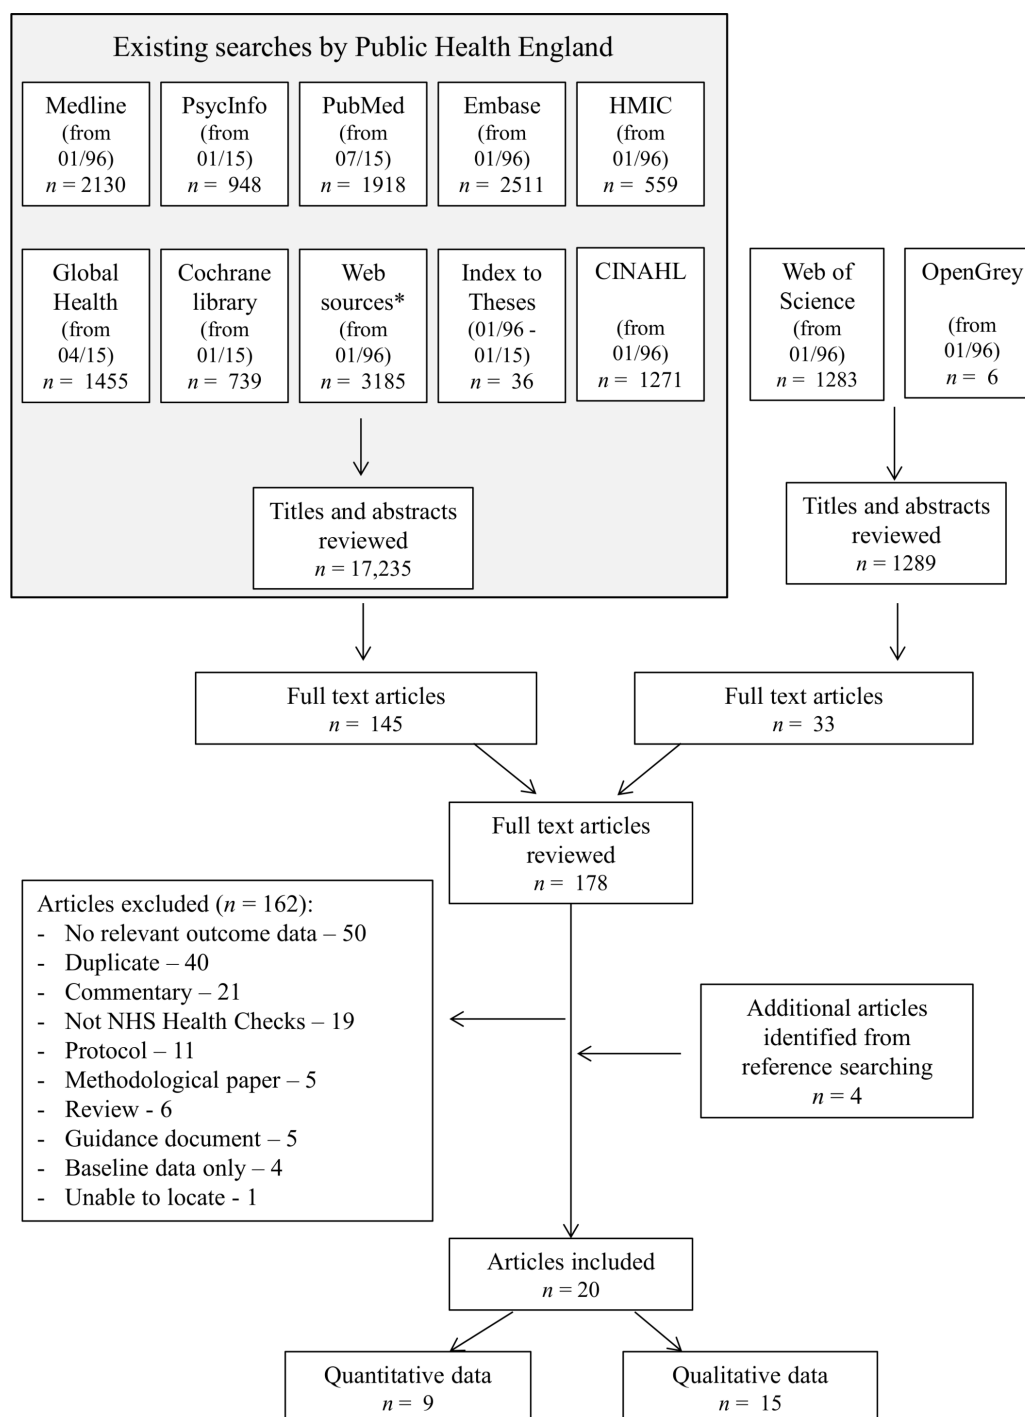 Existing searches by Public Health England
Medline
(from
01/96)
n = 2130
PsycInfo
(from
01/15)
n = 948
PubMed
(from
07/15)
n = 1918
Embase
(from
01/96)
n = 2511
HMIC
(from
01/96)
n = 559
Global
Health
(from
04/15)
n = 1455
Cochrane
library
(from
01/15)
n = 739
Web
sources*
(from
01/96)
n = 3185
Index to
Theses
(01/96 -
01/15)
n = 36
CINAHL
(from
01/96)
n = 1271
Web of
Science
(from
01/96)
n = 1283
OpenGrey
(from
01/96)
n = 6
Titles and abstracts
reviewed
n = 17,235
Titles and abstracts
reviewed
n = 1289
Full text articles
n = 145
Full text articles
n = 33
Full text articles
reviewed
n = 178
Articles excluded (n = 162):
- No relevant outcome data – 50
- Duplicate – 40
- Commentary – 21
- Not NHS Health Checks – 19
- Protocol – 11
- Methodological paper – 5
- Review - 6
- Guidance document – 5
- Baseline data only – 4
- Unable to locate - 1
Additional articles
identified from
reference searching
n = 4
Articles included
n = 20
Quantitative data
n = 9
Qualitative data
n = 15